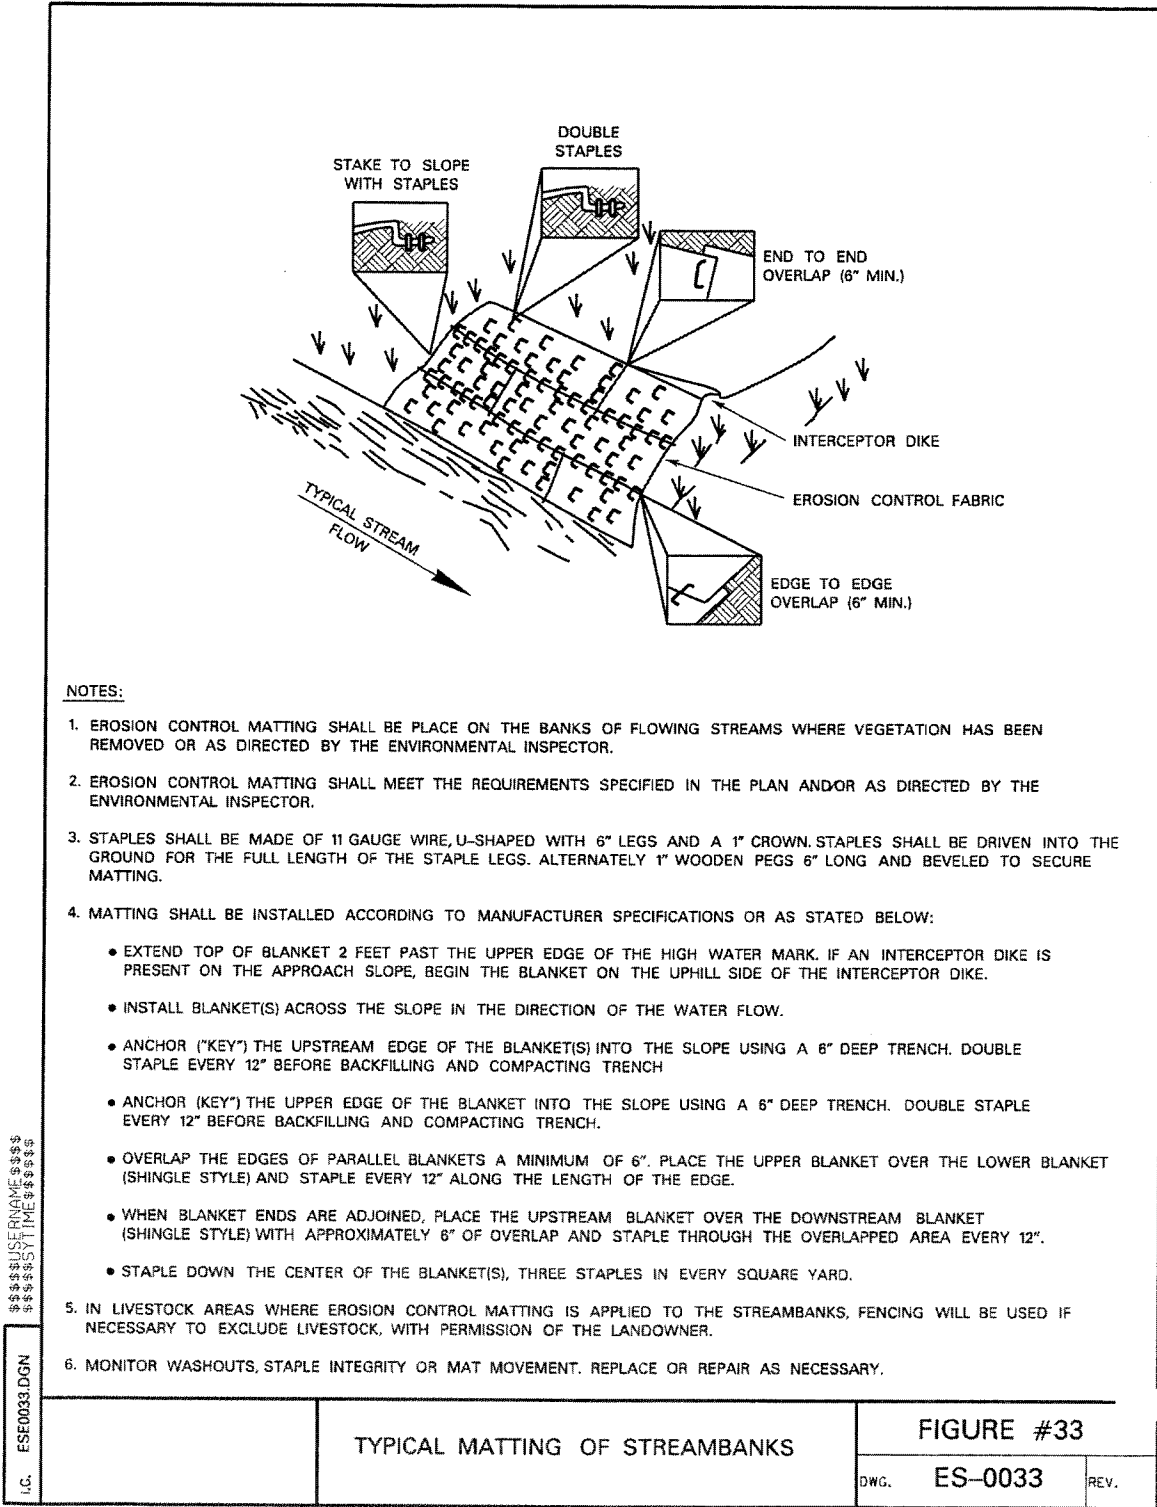 DOUBLE
STAPLES
STAKE TO SLOPE
WITH STAPLES
END TO END
OVERLAP (6" MIN.)
INTERCEPTOR DIKE
EROSION CONTROL FABRIC
TYPICAL STREAM
FLOW
EDGE TO EDGE
OVERLAP (6" MIN.)
NOTES:
1. EROSION CONTROL MATTING SHALL BE PLACE ON THE BANKS OF FLOWING STREAMS WHERE VEGETATION HAS BEEN
REMOVED OR AS DIRECTED BY THE ENVIRONMENTAL INSPECTOR.
2. EROSION CONTROL MATTING SHALL MEET THE REQUIREMENTS SPECIFIED IN THE PLAN AND/OR AS DIRECTED BY THE
ENVIRONMENTAL INSPECTOR.
3. STAPLES SHALL BE MADE OF 11 GAUGE WIRE, U-SHAPED WITH 6" LEGS AND A 1" CROWN. STAPLES SHALL BE DRIVEN INTO THE
GROUND FOR THE FULL LENGTH OF THE STAPLE LEGS. ALTERNATELY 1" WOODEN PEGS 6" LONG AND BEVELED TO SECURE
MATTING.
4. MATTING SHALL BE INSTALLED ACCORDING TO MANUFACTURER SPECIFICATIONS OR AS STATED BELOW:
• EXTEND TOP OF BLANKET 2 FEET PAST THE UPPER EDGE OF THE HIGH WATER MARK. IF AN INTERCEPTOR DIKE IS
PRESENT ON THE APPROACH SLOPE, BEGIN THE BLANKET ON THE UPHILL SIDE OF THE INTERCEPTOR DIKE.
• INSTALL BLANKET(S) ACROSS THE SLOPE IN THE DIRECTION OF THE WATER FLOW.
• ANCHOR ("KEY") THE UPSTREAM EDGE OF THE BLANKET(S) INTO THE SLOPE USING A 6" DEEP TRENCH. DOUBLE
STAPLE EVERY 12" BEFORE BACKFILLING AND COMPACTING TRENCH
• ANCHOR (KEY") THE UPPER EDGE OF THE BLANKET INTO THE SLOPE USING A 6" DEEP TRENCH. DOUBLE STAPLE
EVERY 12" BEFORE BACKFILLING AND COMPACTING TRENCH.
• OVERLAP THE EDGES OF PARALLEL BLANKETS A MINIMUM OF 6". PLACE THE UPPER BLANKET OVER THE LOWER BLANKET
(SHINGLE STYLE) AND STAPLE EVERY 12" ALONG THE LENGTH OF THE EDGE.
• WHEN BLANKET ENDS ARE ADJOINED, PLACE THE UPSTREAM BLANKET OVER THE DOWNSTREAM BLANKET
(SHINGLE STYLE) WITH APPROXIMATELY 6" OF OVERLAP AND STAPLE THROUGH THE OVERLAPPED AREA EVERY 12".
• STAPLE DOWN THE CENTER OF THE BLANKET(S), THREE STAPLES IN EVERY SQUARE YARD.
5. IN LIVESTOCK AREAS WHERE EROSION CONTROL MATTING IS APPLIED TO THE STREAMBANKS, FENCING WILL BE USED IF
NECESSARY TO EXCLUDE LIVESTOCK, WITH PERMISSION OF THE LANDOWNER.
6. MONITOR WASHOUTS, STAPLE INTEGRITY OR MAT MOVEMENT. REPLACE OR REPAIR AS NECESSARY.
$$$$$USERNAME$$$$
$$$$$SYTIME$$$$$
I.G. ESE0033.DGN
TYPICAL MATTING OF STREAMBANKS
FIGURE #33
DWG. ES-0033 REV.